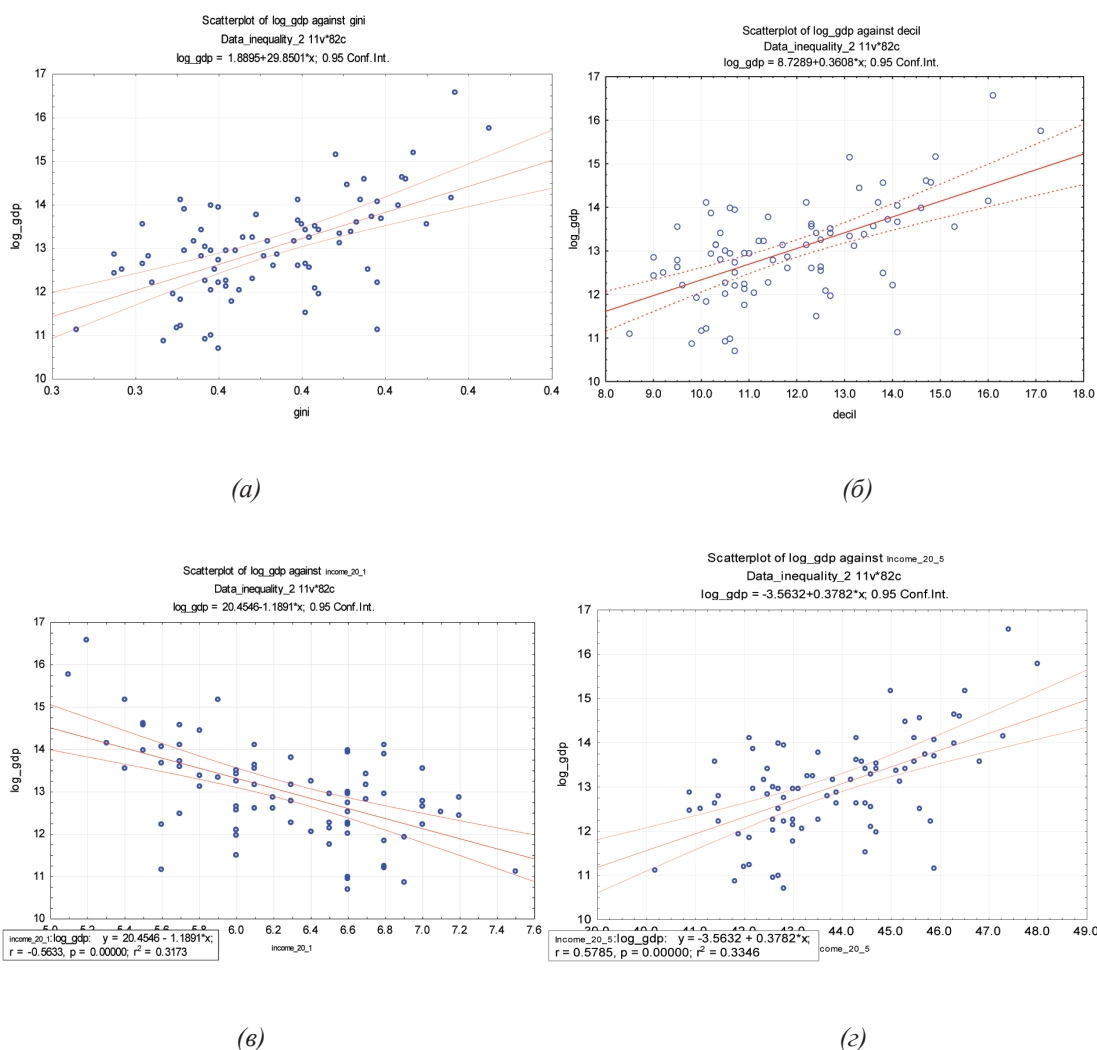 Scatterplot of log_gdp against gini
Data_inequality_2 11v*82c
log_gdp = 1.8895+29.8501*x; 0.95 Conf.Int.
17
16
15
14
13
12
11
10
log_gdp
0.3 0.3 0.4 0.4 0.4 0.4 0.4
gini
(а)
Scatterplot of log_gdp against decil
Data_inequality_2 11v*82c
log_gdp = 8.7289+0.3608*x; 0.95 Conf.Int.
17
16
15
14
13
12
11
10
log_gdp
8.0 9.0 10.0 11.0 12.0 13.0 14.0 15.0 16.0 17.0 18.0
decil
(б)
Scatterplot of log_gdp against income_20_1
Data_inequality_2 11v*82c
log_gdp = 20.4546-1.1891*x; 0.95 Conf.Int.
17
16
15
14
13
12
11
10
log_gdp
5.0 5.2 5.4 5.6 5.8 6.0 6.2 6.4 6.6 6.8 7.0 7.2 7.4 7.6
income_20_1
income_20_1:log_gdp: y = 20.4546 - 1.1891*x;
r = -0.5633, p = 0.00000; r² = 0.3173
(в)
Scatterplot of log_gdp against Income_20_5
Data_inequality_2 11v*82c
log_gdp = -3.5632+0.3782*x; 0.95 Conf.Int.
17
16
15
14
13
12
11
10
log_gdp
41.0 42.0 43.0 44.0 45.0 46.0 47.0 48.0 49.0
come_20_5
Income_20_5:log_gdp: y = -3.5632 + 0.3782*x;
r = 0.5785, p = 0.00000; r² = 0.3346
(г)